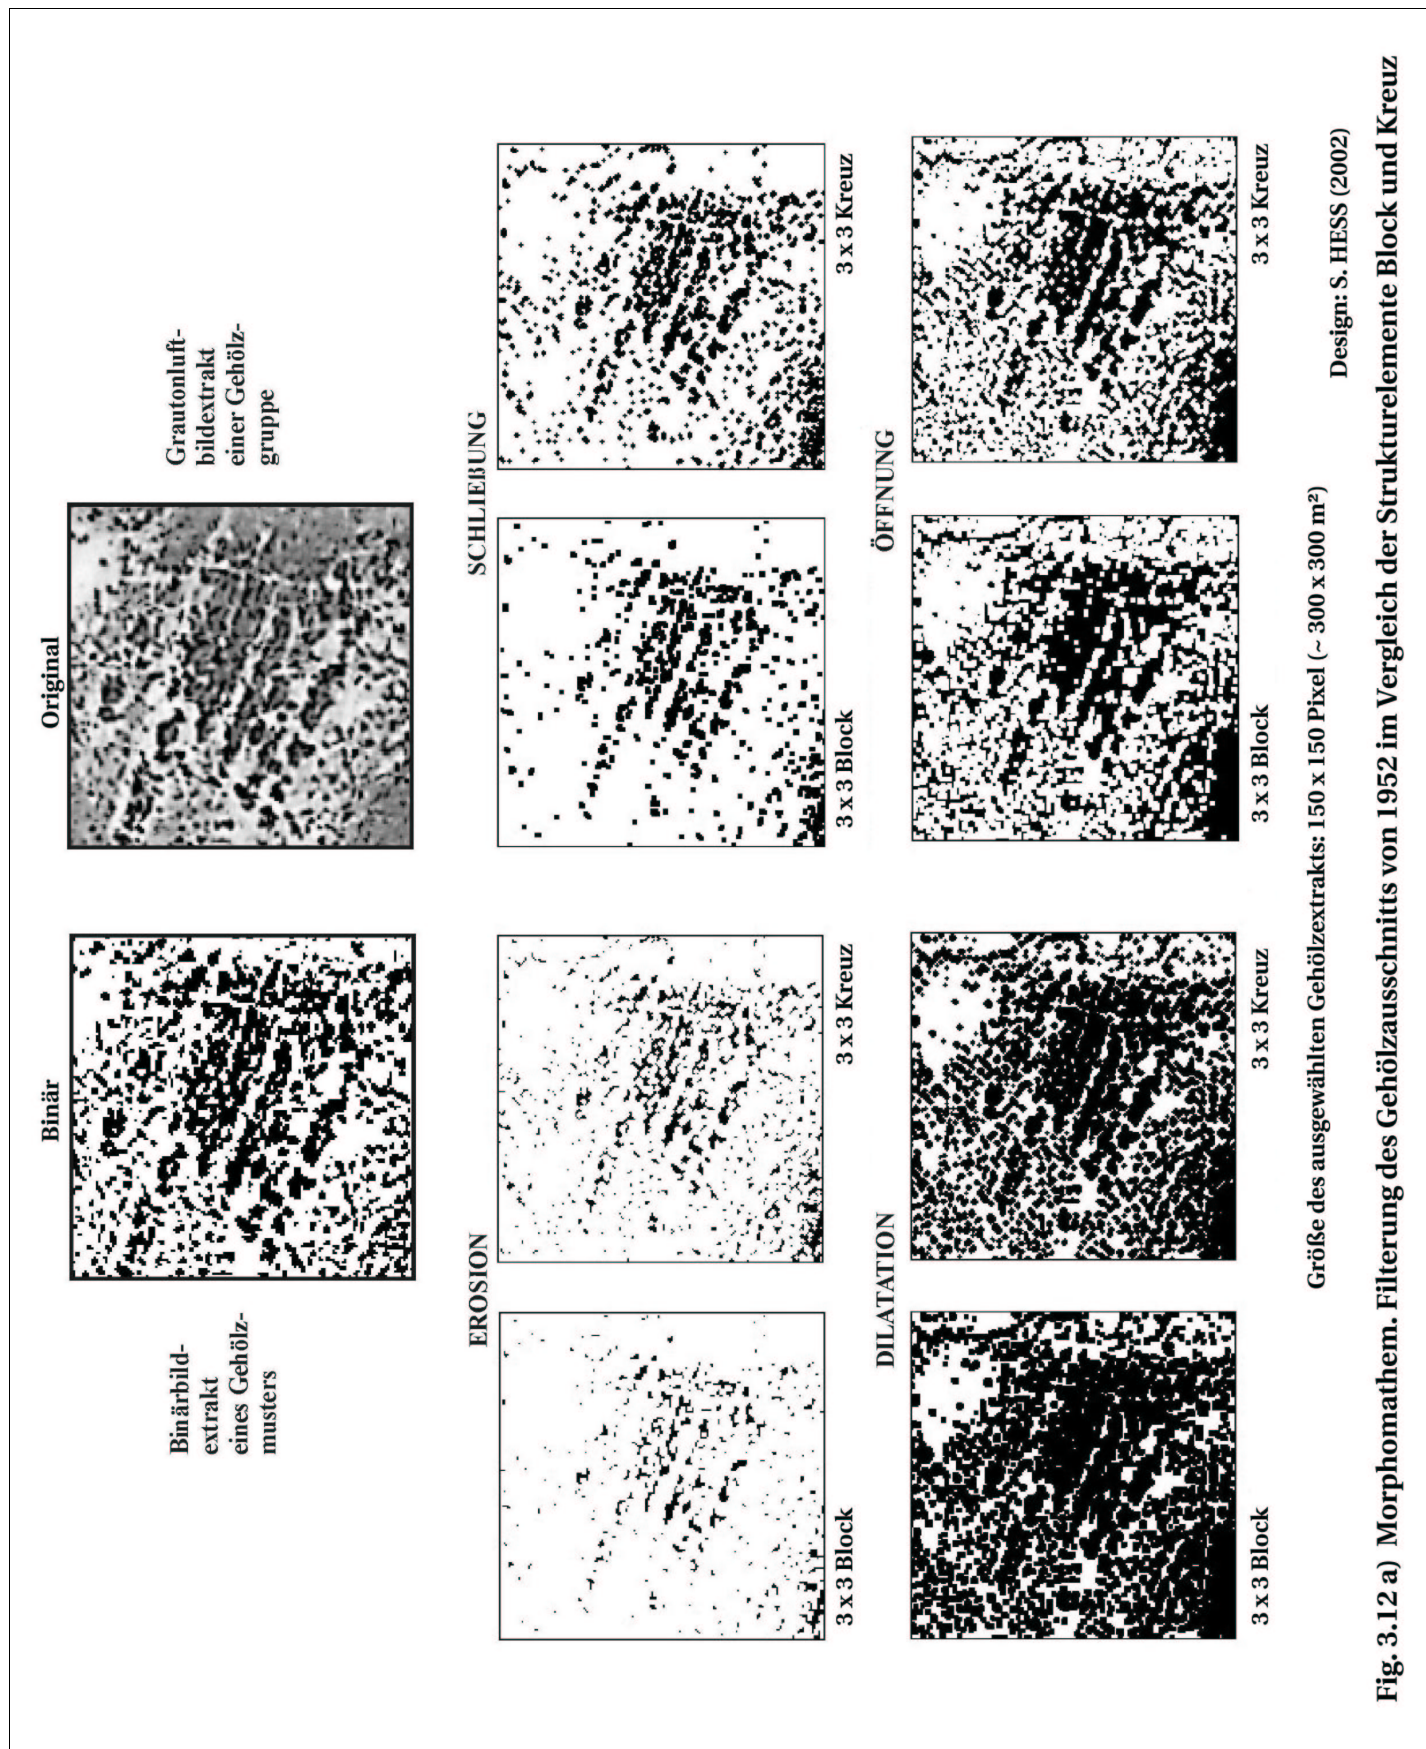 Binär
Original
Binärbild-
extrakt
eines Gehölz-
musters
Grautonluft-
bildextrakt
einer Gehölz-
gruppe
EROSION
SCHLIEßUNG
3 x 3 Block
3 x 3 Kreuz
3 x 3 Block
3 x 3 Kreuz
DILATATION
ÖFFNUNG
3 x 3 Block
3 x 3 Kreuz
3 x 3 Block
3 x 3 Kreuz
Größe des ausgewählten Gehölzextrakts: 150 x 150 Pixel (~ 300 x 300 m²)
Design: S. HESS (2002)
Fig. 3.12 a) Morphomathem. Filterung des Gehölzausschnitts von 1952 im Vergleich der Strukturelemente Block und Kreuz